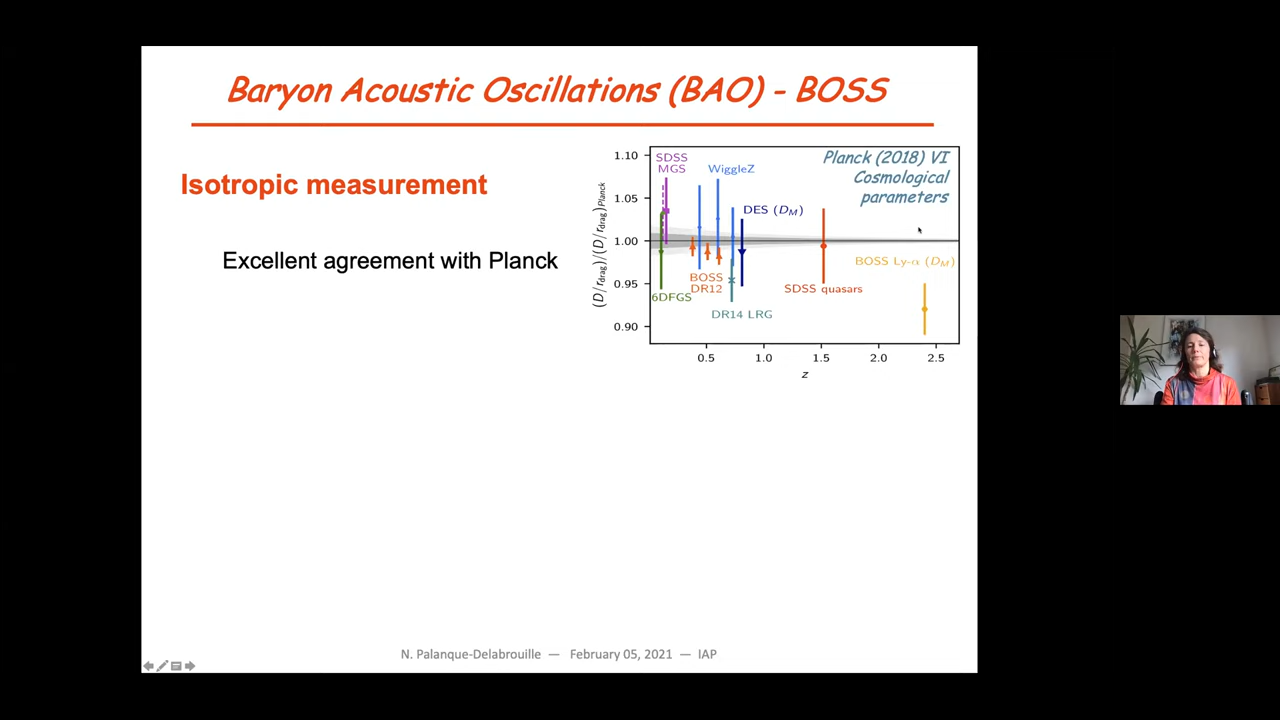 Baryon Acoustic Oscillations (BAO) - BOSS
Isotropic measurement
Excellent agreement with Planck
Planck (2018) VI
Cosmological
parameters
SDSS
MGS
WiggleZ
DES (D_M)
BOSS Ly-α (D_M)
BOSS
DR12
SDSS quasars
6DFGS
DR14 LRG
(D/r_drag)/(D/r_drag)_Planck
1.10
1.05
1.00
0.95
0.90
0.5 1.0 1.5 2.0 2.5
z
N. Palanque-Delabrouille — February 05, 2021 — IAP